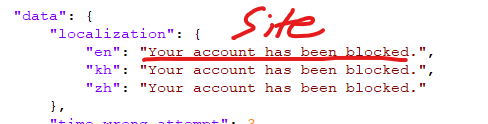 "data": {
Site
"localization": {
"en": "Your account has been blocked.",
"kh": "Your account has been blocked.",
"zh": "Your account has been blocked."
},
"time_wrong_attempt": 3